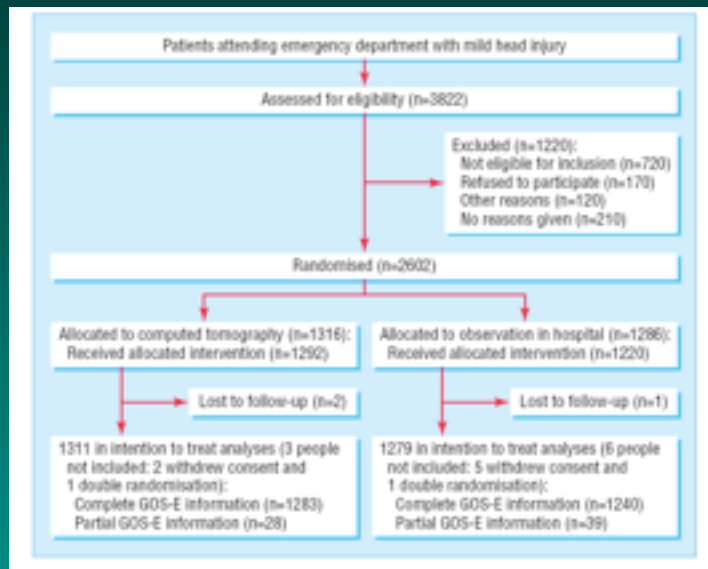 Patients attending emergency department with mild head injury
Assessed for eligibility (n=3822)
Excluded (n=1220):
Not eligible for inclusion (n=720)
Refused to participate (n=170)
Other reasons (n=120)
No reasons given (n=210)
Randomised (n=2602)
Allocated to computed tomography (n=1316):
Received allocated intervention (n=1292)
Allocated to observation in hospital (n=1286):
Received allocated intervention (n=1220)
Lost to follow-up (n=2)
Lost to follow-up (n=1)
1311 in intention to treat analyses (3 people
not included: 2 withdrew consent and
1 double randomisation):
Complete GOS-E information (n=1283)
Partial GOS-E information (n=28)
1279 in intention to treat analyses (6 people
not included: 5 withdrew consent and
1 double randomisation):
Complete GOS-E information (n=1240)
Partial GOS-E information (n=39)